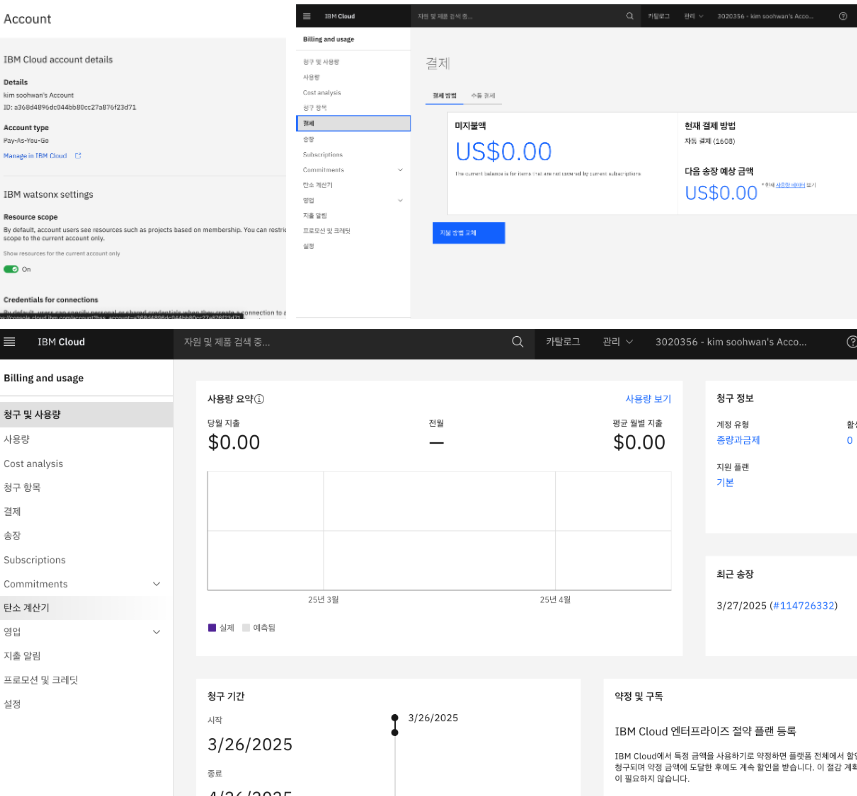 Account
IBM Cloud account details
Details
kim soohwan's Account
ID: a368d4896dc044bb80cc27a876f23d71
Account type
Pay-As-You-Go
Manage in IBM Cloud
IBM watsonx settings
Resource scope
By default, account users see resources such as projects based on membership. You can restric
scope to the current account only.
Show resources for the current account only
On
Credentials for connections
IBM Cloud
자원 및 제품 검색 중...
카탈로그
관리
3020356 - kim soohwan's Acco...
Billing and usage
청구 및 사용량
사용량
Cost analysis
청구 항목
결제
송장
Subscriptions
Commitments
탄소 계산기
영업
지출 알림
프로모션 및 크레딧
설정
결제
결제 방법
수동 결제
미지불액
US$0.00
The current balance is for items that are not covered by current subscriptions
현재 결제 방법
자동 결제 (1608)
다음 송장 예상 금액
US$0.00
지불 방법 교체
IBM Cloud
자원 및 제품 검색 중...
카탈로그
관리
3020356 - kim soohwan's Acco...
Billing and usage
청구 및 사용량
사용량
Cost analysis
청구 항목
결제
송장
Subscriptions
Commitments
탄소 계산기
영업
지출 알림
프로모션 및 크레딧
설정
사용량 요약
사용량 보기
당월 지출
$0.00
전월
—
평균 월별 지출
$0.00
25년 3월
25년 4월
실제
예측됨
청구 정보
계정 유형
종량과금제
활성
0
지원 플랜
기본
최근 송장
3/27/2025 (#114726332)
청구 기간
시작
3/26/2025
종료
4/26/2025
3/26/2025
약정 및 구독
IBM Cloud 엔터프라이즈 절약 플랜 등록
IBM Cloud에서 특정 금액을 사용하기로 약정하면 플랫폼 전체에서 할인
청구되며 약정 금액에 도달한 후에도 계속 할인을 받습니다. 이 절감 계획
이 필요하지 않습니다.